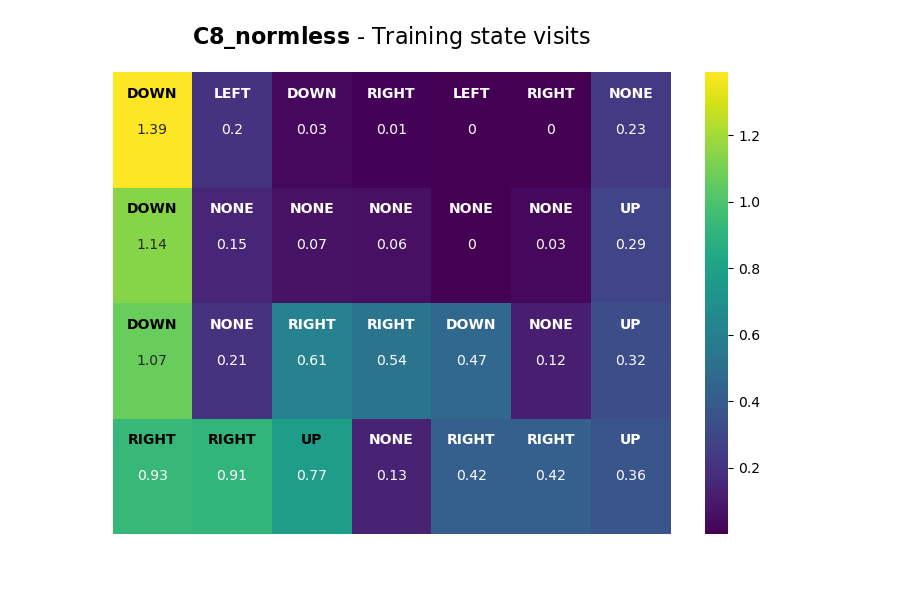 C8_normless - Training state visits
DOWN LEFT DOWN RIGHT LEFT RIGHT NONE
1.39 0.2 0.03 0.01 0 0 0.23
DOWN NONE NONE NONE NONE NONE UP
1.14 0.15 0.07 0.06 0 0.03 0.29
DOWN NONE RIGHT RIGHT DOWN NONE UP
1.07 0.21 0.61 0.54 0.47 0.12 0.32
RIGHT RIGHT UP NONE RIGHT RIGHT UP
0.93 0.91 0.77 0.13 0.42 0.42 0.36
1.2
1.0
0.8
0.6
0.4
0.2